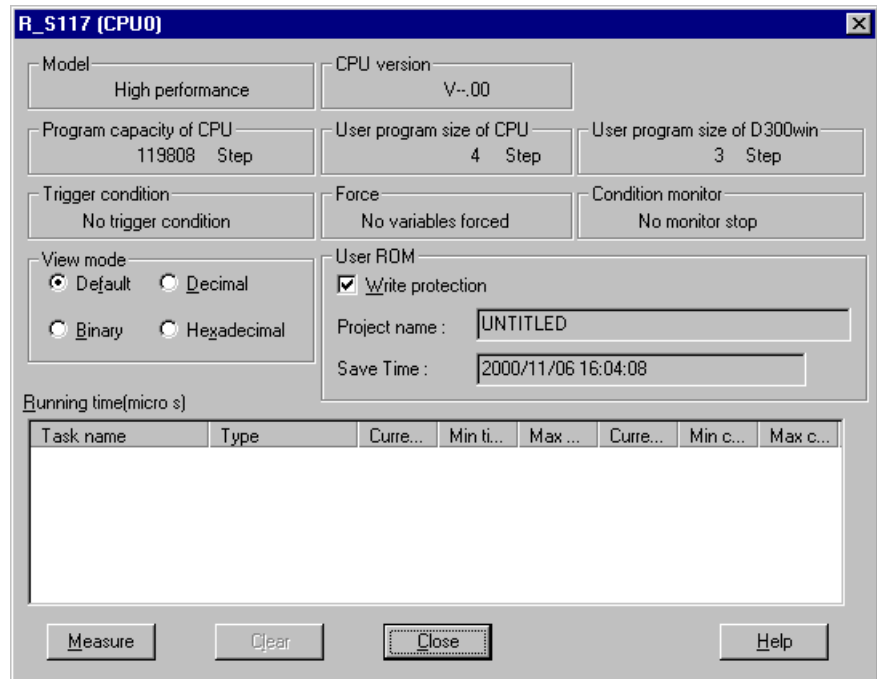 R_S117 (CPU0)
Model
High performance
CPU version
V--.00
Program capacity of CPU
119808 Step
User program size of CPU
4 Step
User program size of D300win
3 Step
Trigger condition
No trigger condition
Force
No variables forced
Condition monitor
No monitor stop
View mode
Default
Decimal
Binary
Hexadecimal
User ROM
Write protection
Project name : UNTITLED
Save Time : 2000/11/06 16:04:08
Running time(micro s)
Task name Type Curre... Min ti... Max ... Curre... Min c... Max c...
Measure Clear Close Help